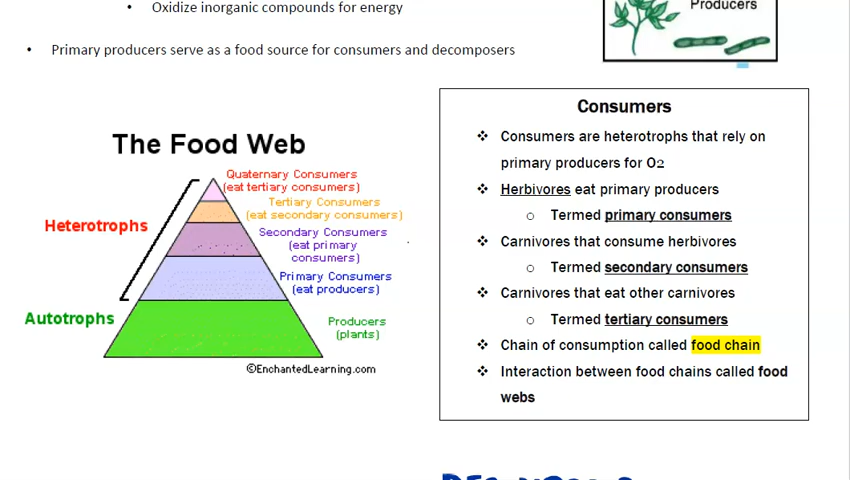 • Oxidize inorganic compounds for energy
Producers
• Primary producers serve as a food source for consumers and decomposers
The Food Web
Quaternary Consumers
(eat tertiary consumers)
Tertiary Consumers
(eat secondary consumers)
Heterotrophs
Secondary Consumers
(eat primary
consumers)
Primary Consumers
(eat producers)
Autotrophs
Producers
(plants)
©EnchantedLearning.com
Consumers
❖ Consumers are heterotrophs that rely on
primary producers for O2
❖ Herbivores eat primary producers
o Termed primary consumers
❖ Carnivores that consume herbivores
o Termed secondary consumers
❖ Carnivores that eat other carnivores
o Termed tertiary consumers
❖ Chain of consumption called food chain
❖ Interaction between food chains called food
webs